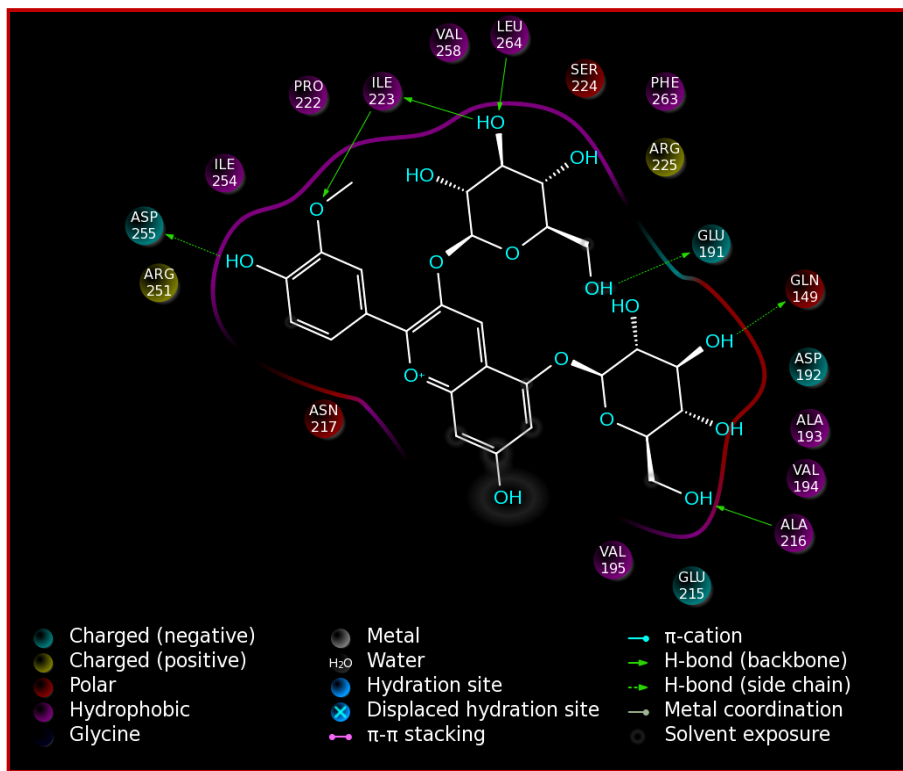 LEU
264
VAL
258
SER
224
ILE
223
PHE
263
PRO
222
HO
ARG
225
OH
ILE
254
HO
O
ASP
255
GLU
191
O
HO
O
ARG
251
GLN
149
OH
HO
OH
O
ASP
192
O+
O
OH
ASN
217
ALA
193
VAL
194
OH
OH
ALA
216
VAL
195
GLU
215
Charged (negative)
Charged (positive)
Polar
Hydrophobic
Glycine
Metal
H₂O Water
Hydration site
Displaced hydration site
π-π stacking
π-cation
H-bond (backbone)
H-bond (side chain)
Metal coordination
Solvent exposure